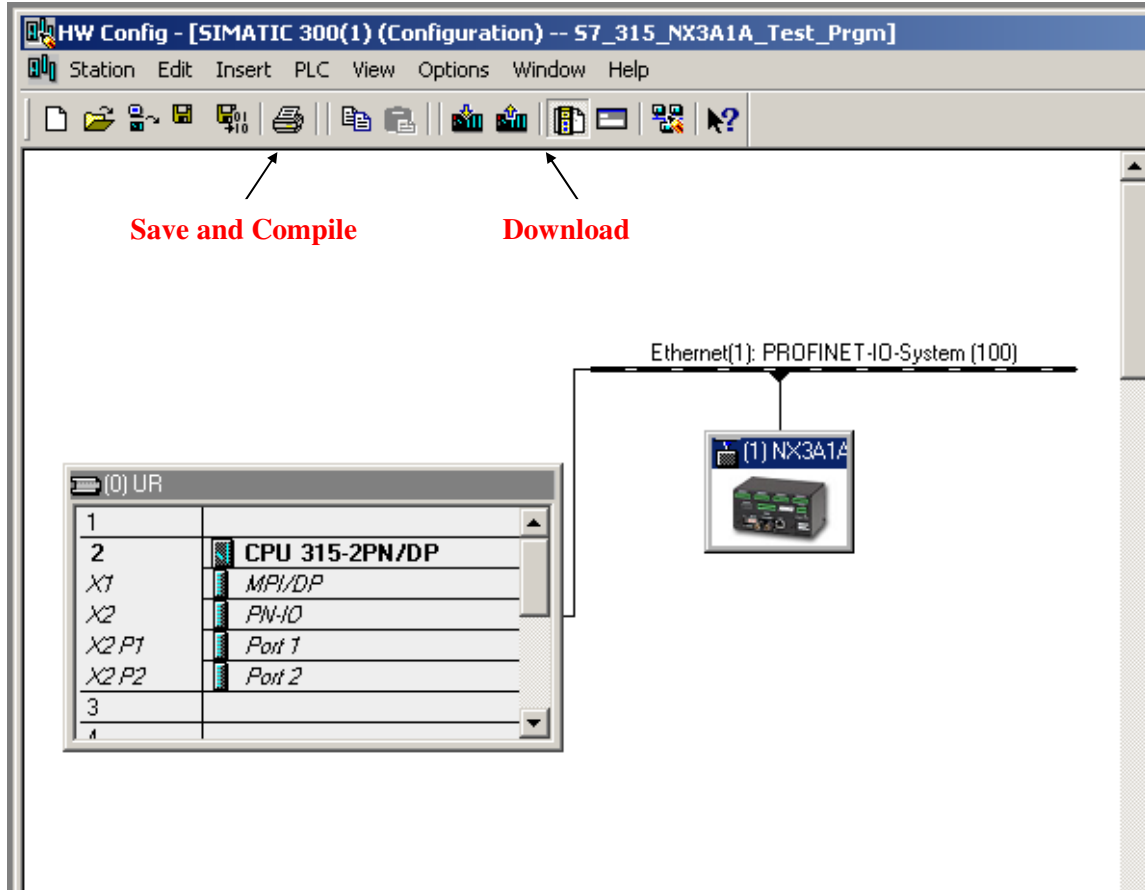 HW Config - [SIMATIC 300(1) (Configuration) -- S7_315_NX3A1A_Test_Prgm]
Station Edit Insert PLC View Options Window Help
Save and Compile Download
Ethernet(1): PROFINET-IO-System (100)
(1) NX3A1A
(0) UR
1
2 CPU 315-2PN/DP
X1 MPI/DP
X2 PN-IO
X2 P1 Port 1
X2 P2 Port 2
3
4